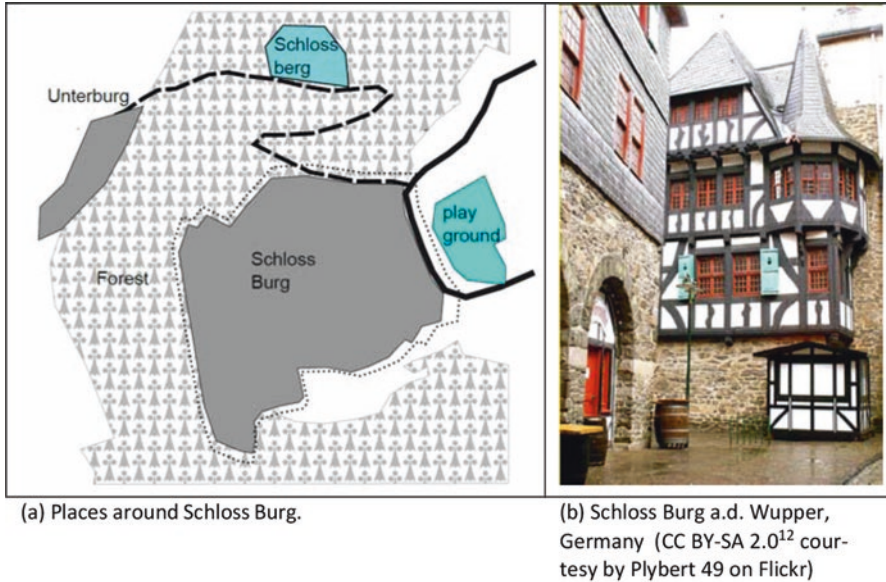 Schloss
berg
Unterburg
play
ground
Schloss
Burg
Forest
(a) Places around Schloss Burg.
(b) Schloss Burg a.d. Wupper,
Germany (CC BY-SA 2.0¹² cour-
tesy by Plybert 49 on Flickr)